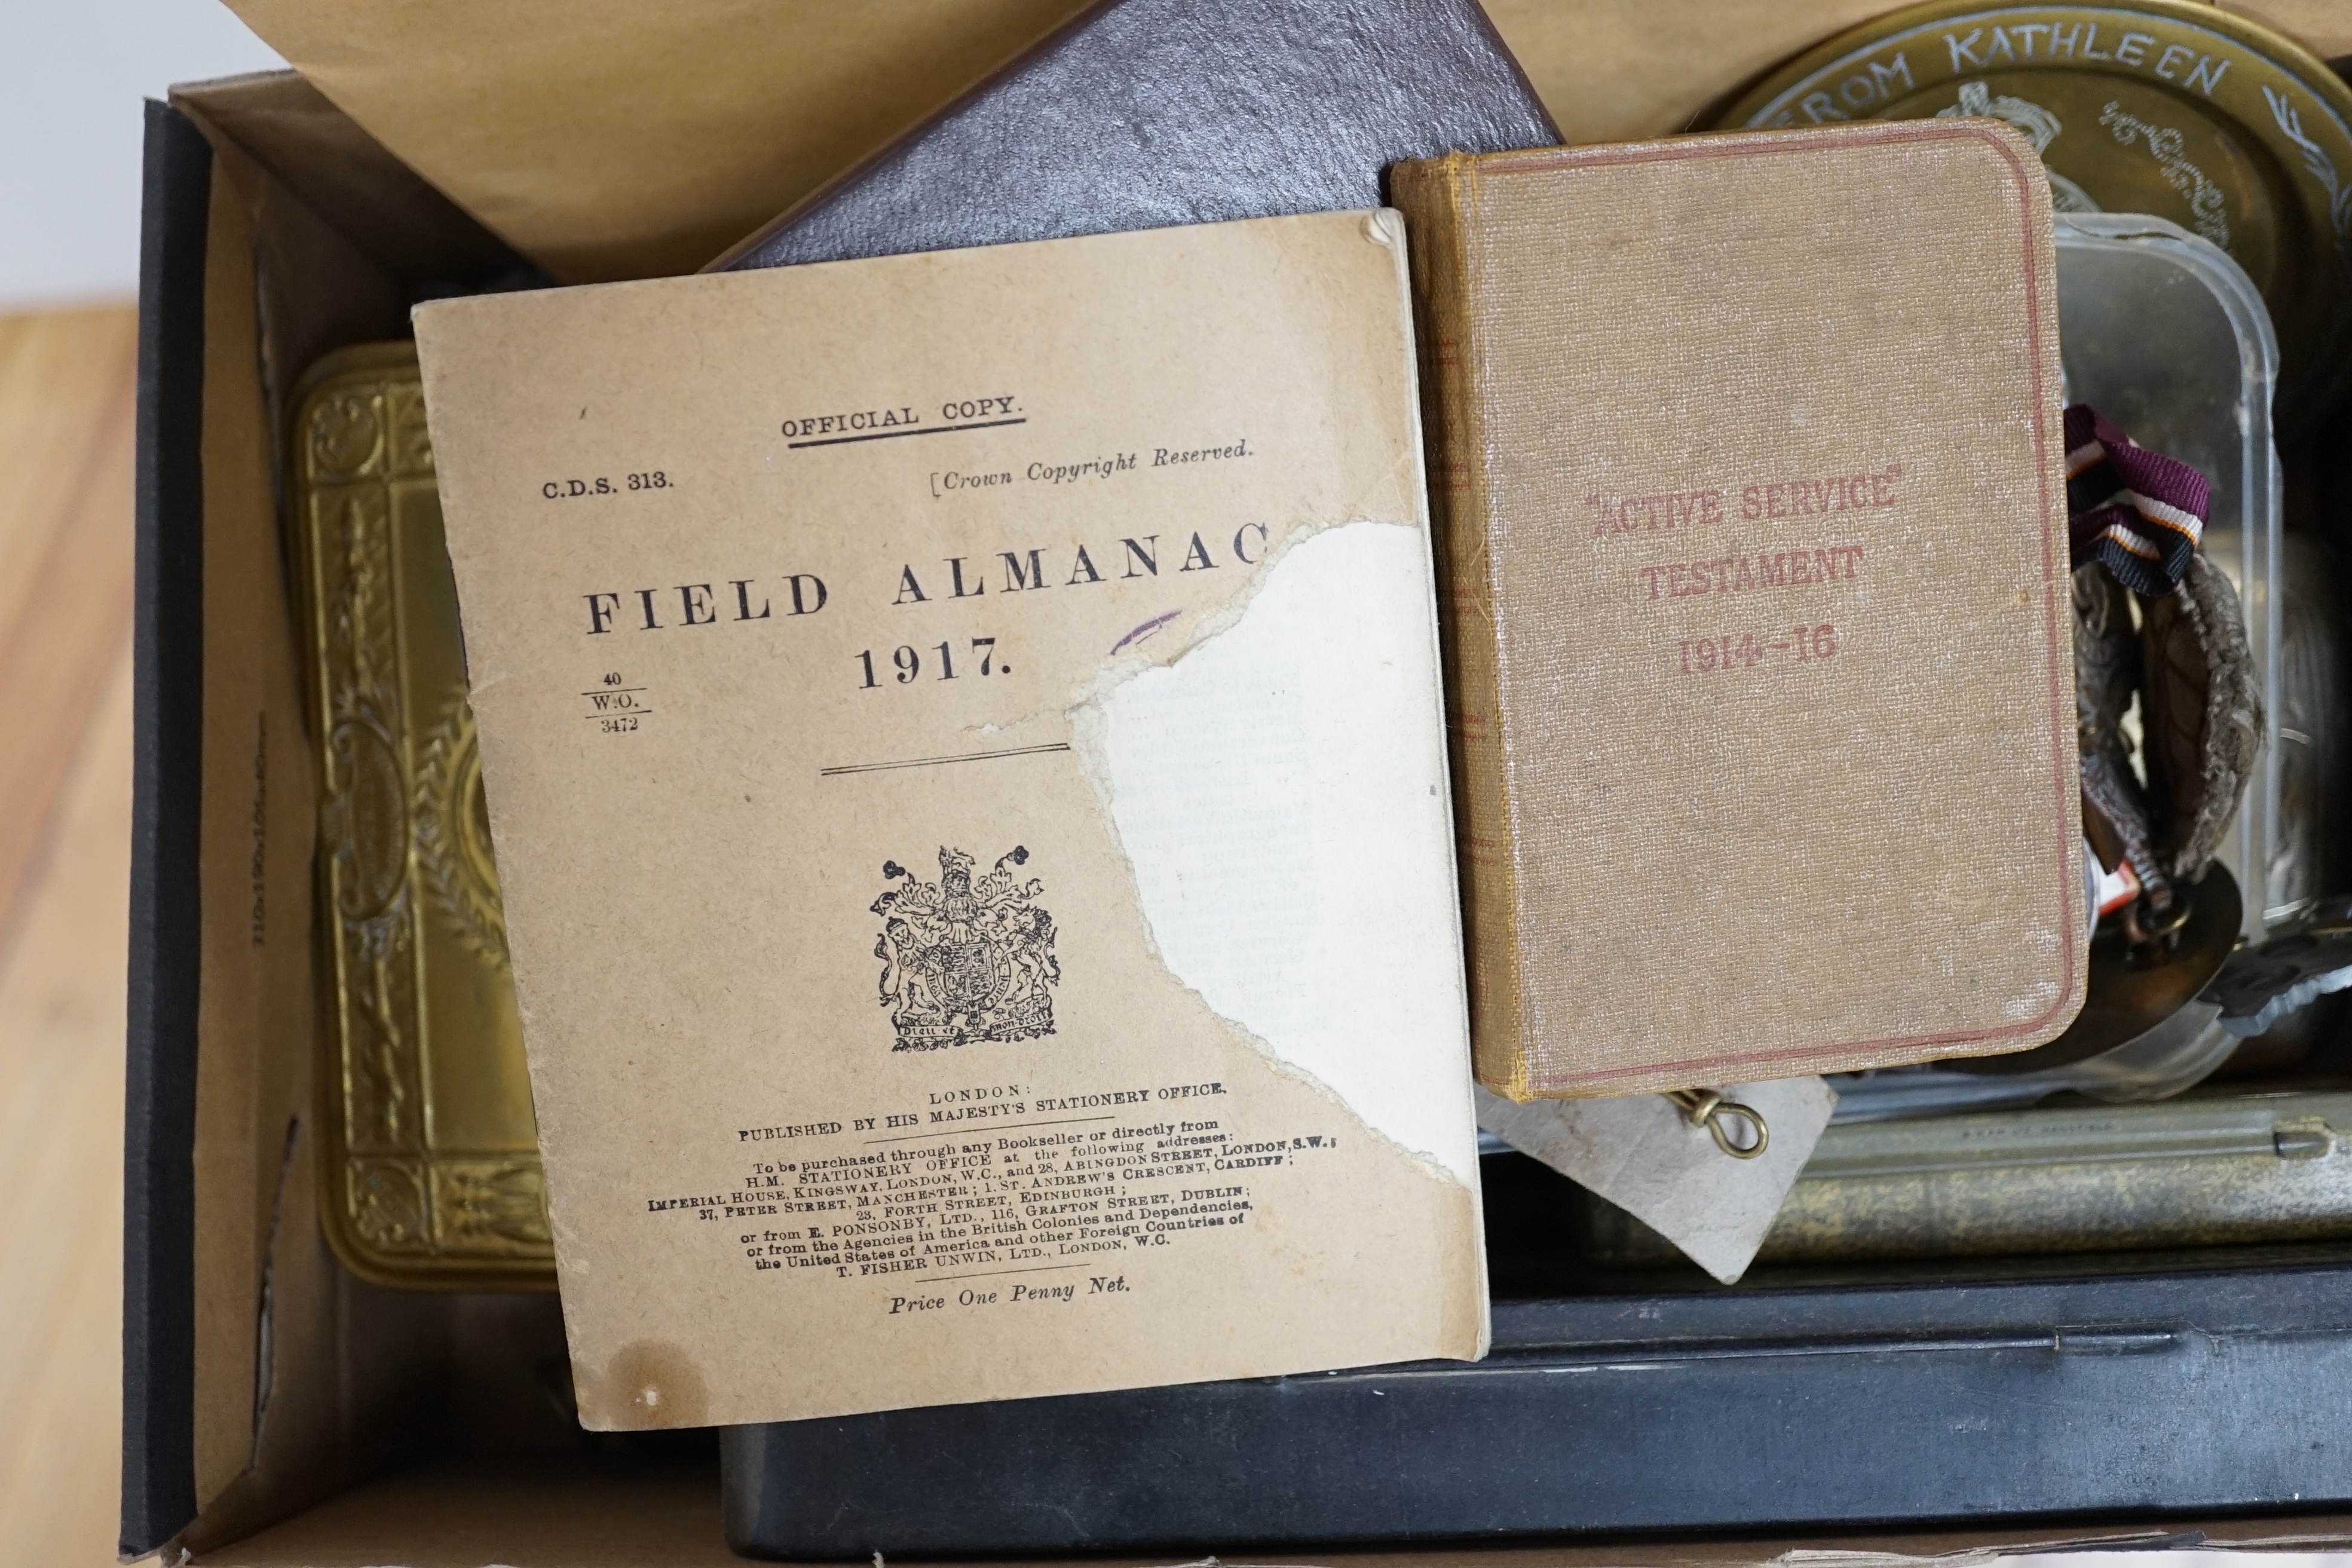 OFFICIAL COPY.
C.D.S. 313.
[Crown Copyright Reserved.
FIELD ALMANAC
1917.
40
W.O.
3472
DIEU ET MON DROIT
LONDON:
PUBLISHED BY HIS MAJESTY'S STATIONERY OFFICE.
To be purchased through any Bookseller or directly from
H.M. STATIONERY OFFICE at the following addresses:
IMPERIAL HOUSE, KINGSWAY, LONDON, W.C., and 28, ABINGDON STREET, LONDON, S.W.;
37, PETER STREET, MANCHESTER; 1, ST. ANDREW'S CRESCENT, CARDIFF;
23, FORTH STREET, EDINBURGH;
or from E. PONSONBY, LTD., 116, GRAFTON STREET, DUBLIN;
or from the Agencies in the British Colonies and Dependencies,
the United States of America and other Foreign Countries of
T. FISHER UNWIN, LTD., LONDON, W.C.
Price One Penny Net.
"ACTIVE SERVICE"
TESTAMENT
1914-16
FROM KATHLEEN